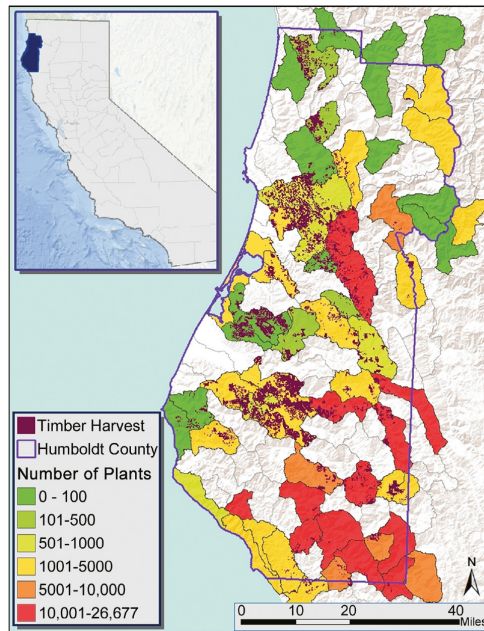 Timber Harvest
Humboldt County
Number of Plants
0 - 100
101-500
501-1000
1001-5000
5001-10,000
10,001-26,677
N
0 10 20 40
Miles